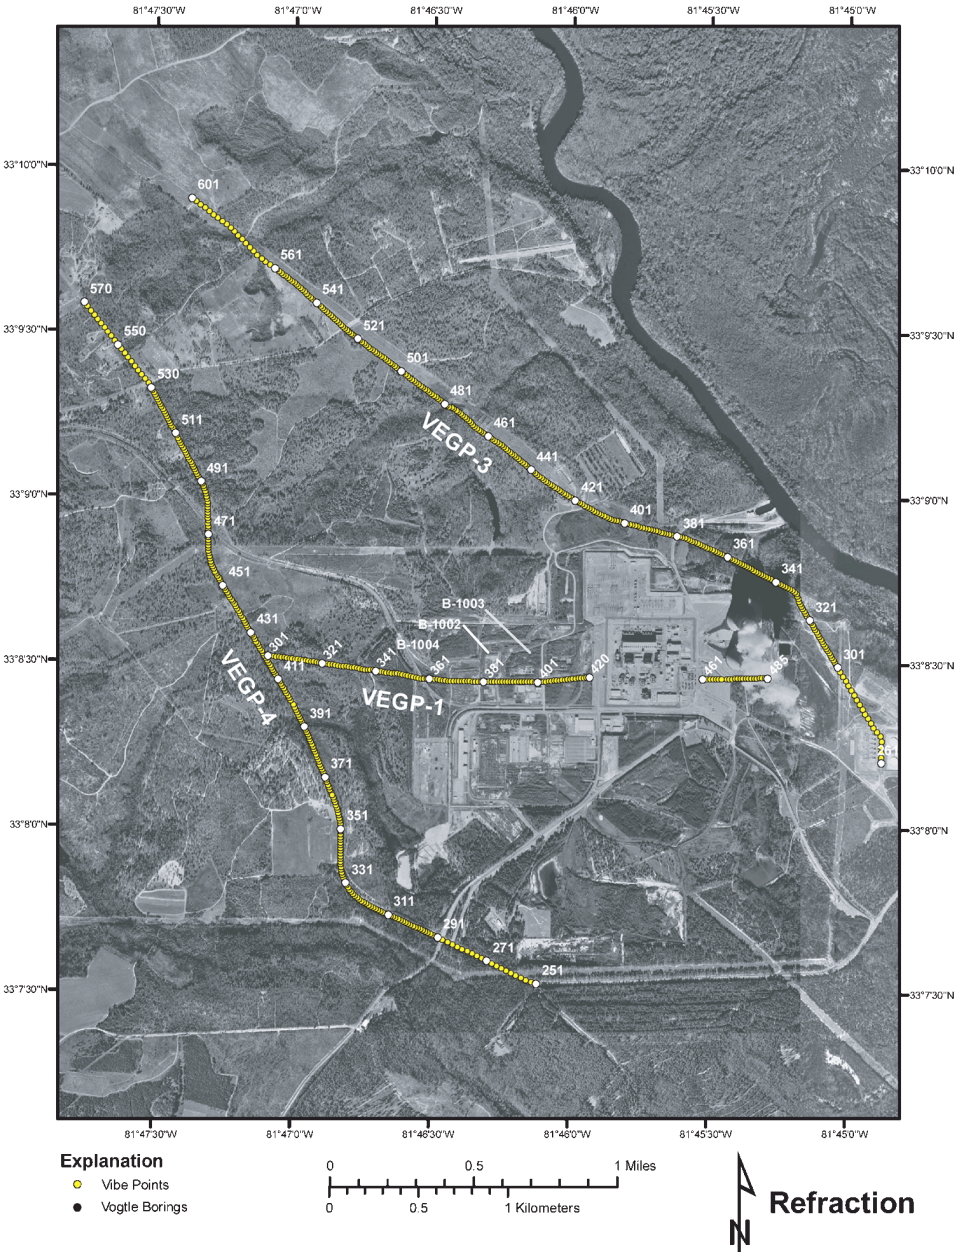 81°47'30"W
81°47'0"W
81°46'30"W
81°46'0"W
81°45'30"W
81°46'0"W
33°10'0"N
33°10'0"N
601
561
570
541
33°9'30"N
550
521
33°9'30"N
501
530
481
511
461
VEGP-3
441
491
421
33°9'0"N
33°9'0"N
401
471
381
361
451
341
B-1003
321
431
B-1002
301
321
B-1004
341
301
33°8'30"N
411
361
381
401
420
461
485
33°8'30"N
VEGP-4
VEGP-1
391
261
371
351
33°8'0"N
33°8'0"N
331
311
291
271
251
33°7'30"N
33°7'30"N
81°47'30"W
81°47'0"W
81°46'30"W
81°46'0"W
81°45'30"W
81°45'0"W
Explanation
Vibe Points
Vogtle Borings
0 0.5 1 Miles
0 0.5 1 Kilometers
N
Refraction